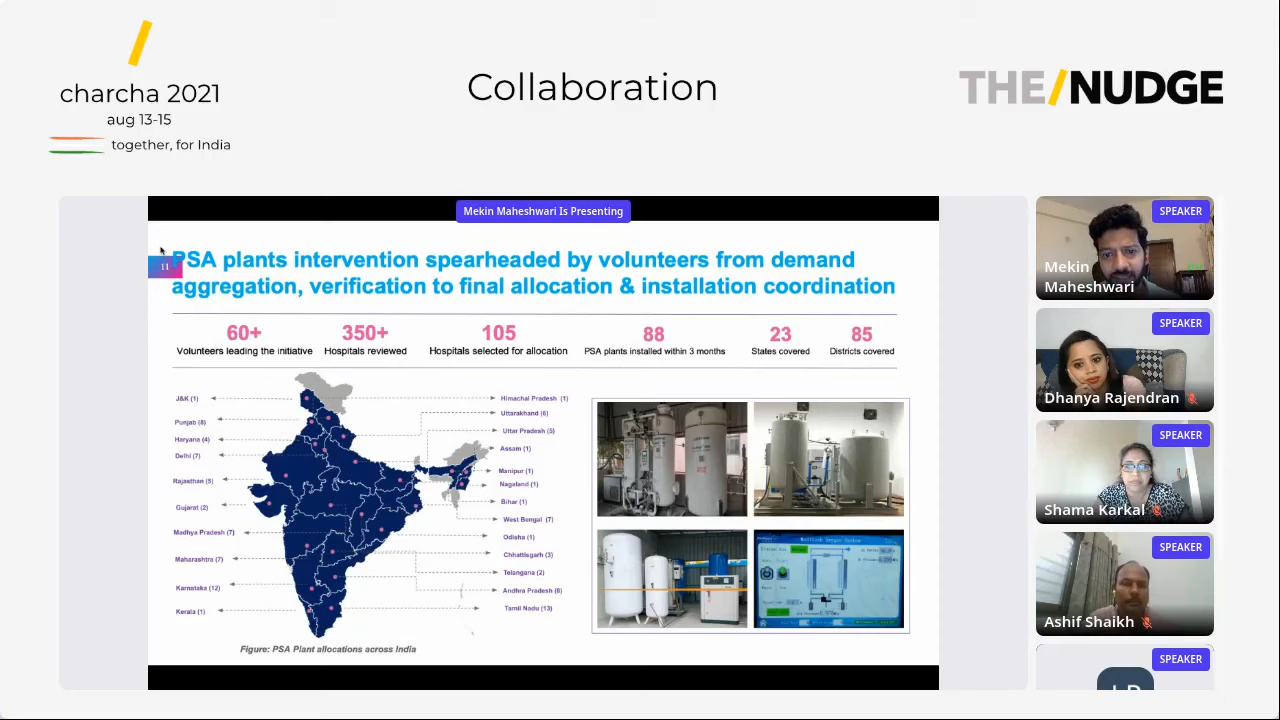 charcha 2021
aug 13-15
together, for India
Collaboration
THE/NUDGE
Mekin Maheshwari Is Presenting
11
PSA plants intervention spearheaded by volunteers from demand
aggregation, verification to final allocation & installation coordination
60+
Volunteers leading the initiative
350+
Hospitals reviewed
105
Hospitals selected for allocation
88
PSA plants installed within 3 months
23
States covered
85
Districts covered
J&K (1)
Punjab (8)
Haryana (4)
Delhi (7)
Rajasthan (5)
Gujarat (2)
Madhya Pradesh (7)
Maharashtra (7)
Karnataka (12)
Kerala (1)
Himachal Pradesh (1)
Uttarakhand (6)
Uttar Pradesh (5)
Assam (1)
Manipur (1)
Nagaland (1)
Bihar (1)
West Bengal (7)
Odisha (1)
Chhattisgarh (3)
Telangana (2)
Andhra Pradesh (8)
Tamil Nadu (13)
Figure: PSA Plant allocations across India
SPEAKER
Mekin
Maheshwari
SPEAKER
Dhanya Rajendran
SPEAKER
Shama Karkal
SPEAKER
Ashif Shaikh
SPEAKER